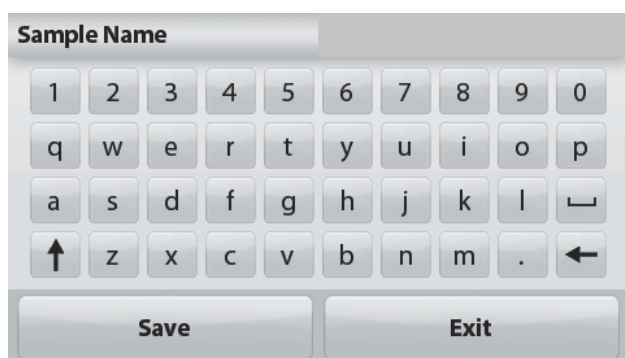 Sample Name
1 2 3 4 5 6 7 8 9 0
q w e r t y u i o p
a s d f g h j k l
z x c v b n m .
Save Exit